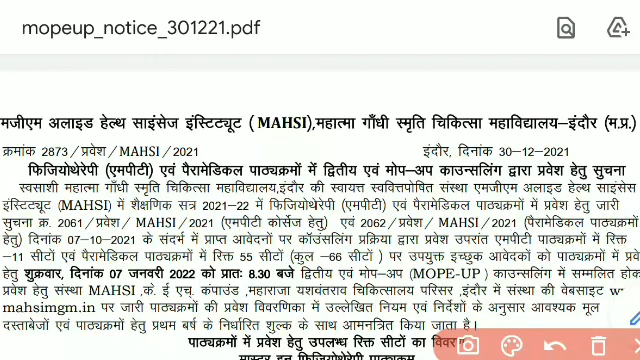 mopeup_notice_301221.pdf
मजीएम अलाइड हेल्थ साइंसेज इंस्टिट्यूट ( MAHSI ),महात्मा गाँधी स्मृति चिकित्सा महाविद्यालय–इंदौर (म.प्र.)
क्रमांक 2873 / प्रवेश / MAHSI / 2021 इंदौर, दिनांक 30-12-2021
फिजियोथेरेपी (एमपीटी) एवं पैरामेडिकल पाठ्यक्रमों में द्वितीय एवं मोप–अप काउन्सलिंग द्वारा प्रवेश हेतु सूचना
स्वसाशी महात्मा गाँधी स्मृति चिकित्सा महाविद्यालय,इंदौर की स्वायत्त स्ववित्तपोषित संस्था एमजीएम अलाइड हेल्थ साइंसेस
इंस्टिट्यूट (MAHSI) में शैक्षणिक सत्र 2021-22 में फिजियोथेरेपी (एमपीटी) एवं पैरामेडिकल पाठ्यक्रमों में प्रवेश हेतु जारी
सुचना क्र. 2061 / प्रवेश / MAHSI / 2021 (एमपीटी कोर्सेज हेतु) एवं 2062 / प्रवेश / MAHSI / 2021 (पैरामेडिकल पाठ्यक्रमों
हेतु) दिनांक 07-10-2021 के संदर्भ में प्राप्त आवेदनों पर कॉउंसलिंग प्रक्रिया द्वारा प्रवेश उपरांत एमपीटी पाठ्यक्रमों में रिक्त
–11 सीटों एवं पैरामेडिकल पाठ्यक्रमों में रिक्त 55 सीटों (कुल –66 सीटों ) पर उपयुक्त इच्छुक आवेदकों को पाठ्यक्रमों में प्रवे
हेतु शुक्रवार, दिनांक 07 जनवरी 2022 को प्रातः 8.30 बजे द्वितीय एवं मोप–अप (MOPE-UP ) काउन्सलिंग में सम्मलित होक
प्रवेश हेतु संस्था MAHSI ,के. ई एच्. कंपाउंड ,महाराजा यशवंतराव चिकित्सालय परिसर ,इंदौर में संस्था की वेबसाइट
mahsimgm.in पर जारी पाठ्क्रमों की प्रवेश विवरणिका में उल्लेखित नियम एवं निर्देशों के अनुसार आवश्यक मूल
दस्ताबेजों एवं पाठ्यक्रमों हेतु प्रथम बर्ष के निर्धारित शुल्क के साथ आमनत्रित किया जाता है।
पाठ्यक्रमों में प्रवेश हेतु उपलब्ध रिक्त सीटों का
मास्टर इन फिजियोथेरेपी पाठ्यक्रम